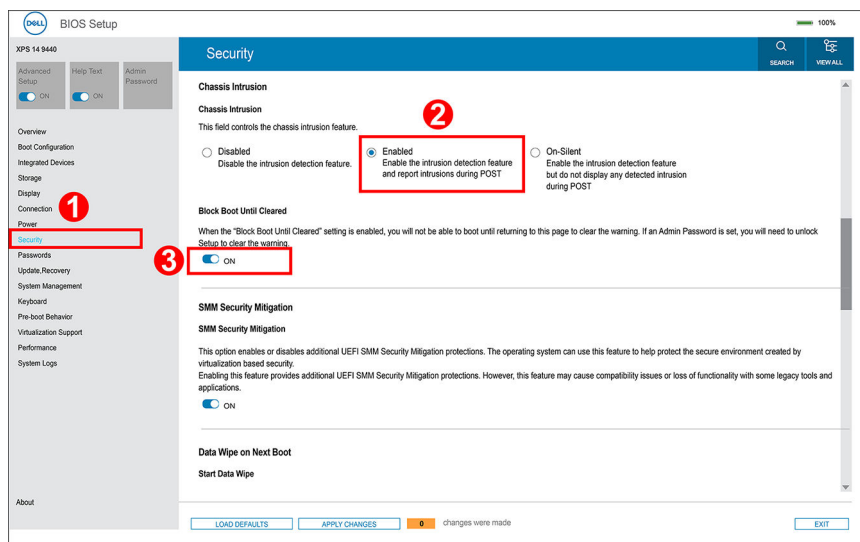 DELL
BIOS Setup
100%
XPS 14 9440
Advanced
Setup
ON
Help Text
ON
Admin
Password
Security
SEARCH
VIEW ALL
Overview
Boot Configuration
Integrated Devices
Storage
Display
Connection
Power
1
Security
Passwords
Update,Recovery
System Management
Keyboard
Pre-boot Behavior
Virtualization Support
Performance
System Logs
About
Chassis Intrusion
Chassis Intrusion
This field controls the chassis intrusion feature.
2
Disabled
Disable the intrusion detection feature.
Enabled
Enable the intrusion detection feature
and report intrusions during POST
On-Silent
Enable the intrusion detection feature
but do not display any detected intrusion
during POST
Block Boot Until Cleared
When the “Block Boot Until Cleared” setting is enabled, you will not be able to boot until returning to this page to clear the warning. If an Admin Password is set, you will need to unlock
Setup to clear the warning.
3
ON
SMM Security Mitigation
SMM Security Mitigation
This option enables or disables additional UEFI SMM Security Mitigation protections. The operating system can use this feature to help protect the secure environment created by
virtualization based security.
Enabling this feature provides additional UEFI SMM Security Mitigation protections. However, this feature may cause compatibility issues or loss of functionality with some legacy tools and
applications.
ON
Data Wipe on Next Boot
Start Data Wipe
LOAD DEFAULTS
APPLY CHANGES
0
changes were made
EXIT